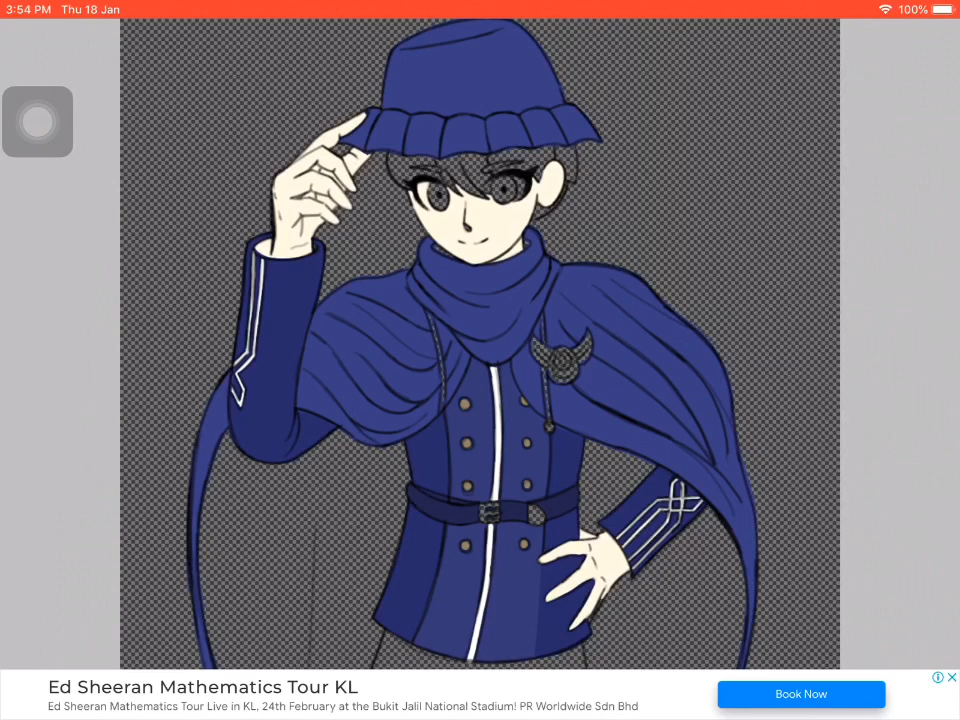 3:54 PM Thu 18 Jan 100%
Ed Sheeran Mathematics Tour KL
Ed Sheeran Mathematics Tour Live in KL, 24th February at the Bukit Jalil National Stadium! PR Worldwide Sdn Bhd
Book Now